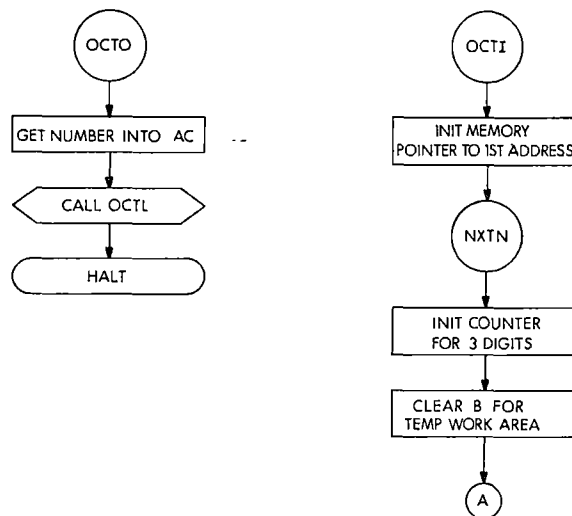 OCTO
GET NUMBER INTO AC
CALL OCTL
HALT
OCTI
INIT MEMORY
POINTER TO 1ST ADDRESS
NXTN
INIT COUNTER
FOR 3 DIGITS
CLEAR B FOR
TEMP WORK AREA
A